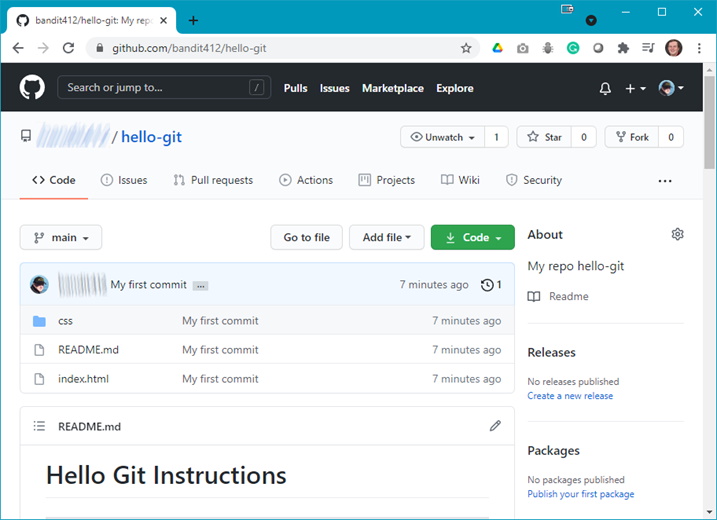 bandit412/hello-git: My repo
github.com/bandit412/hello-git
Search or jump to... /
Pulls Issues Marketplace Explore
/ hello-git
Unwatch 1 Star 0 Fork 0
Code Issues Pull requests Actions Projects Wiki Security ...
main Go to file Add file Code
My first commit ... 7 minutes ago 1
css My first commit 7 minutes ago
README.md My first commit 7 minutes ago
index.html My first commit 7 minutes ago
README.md
Hello Git Instructions
About
My repo hello-git
Readme
Releases
No releases published
Create a new release
Packages
No packages published
Publish your first package